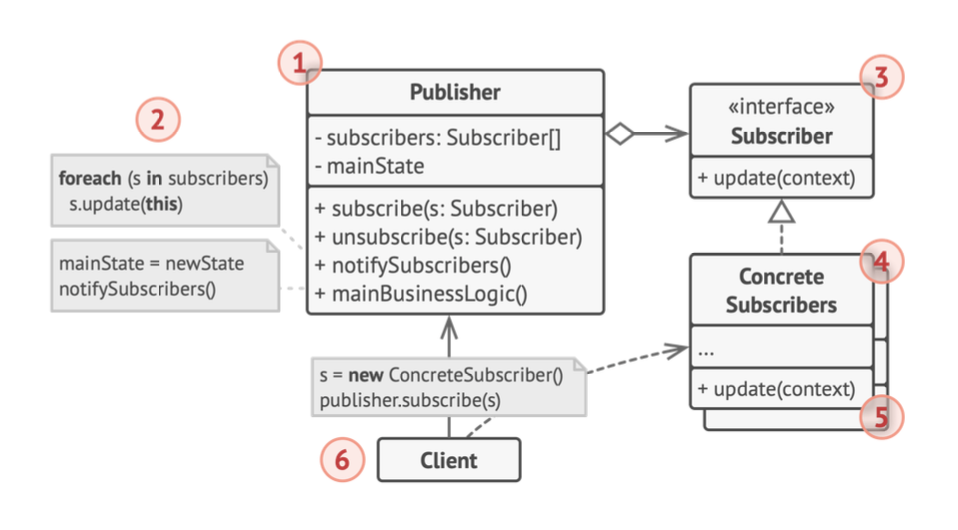 1
Publisher
- subscribers: Subscriber[]
- mainState
+ subscribe(s: Subscriber)
+ unsubscribe(s: Subscriber)
+ notifySubscribers()
+ mainBusinessLogic()
2
foreach (s in subscribers)
s.update(this)
mainState = newState
notifySubscribers()
3
«interface»
Subscriber
+ update(context)
4
Concrete
Subscribers
...
+ update(context)
5
s = new ConcreteSubscriber()
publisher.subscribe(s)
6
Client